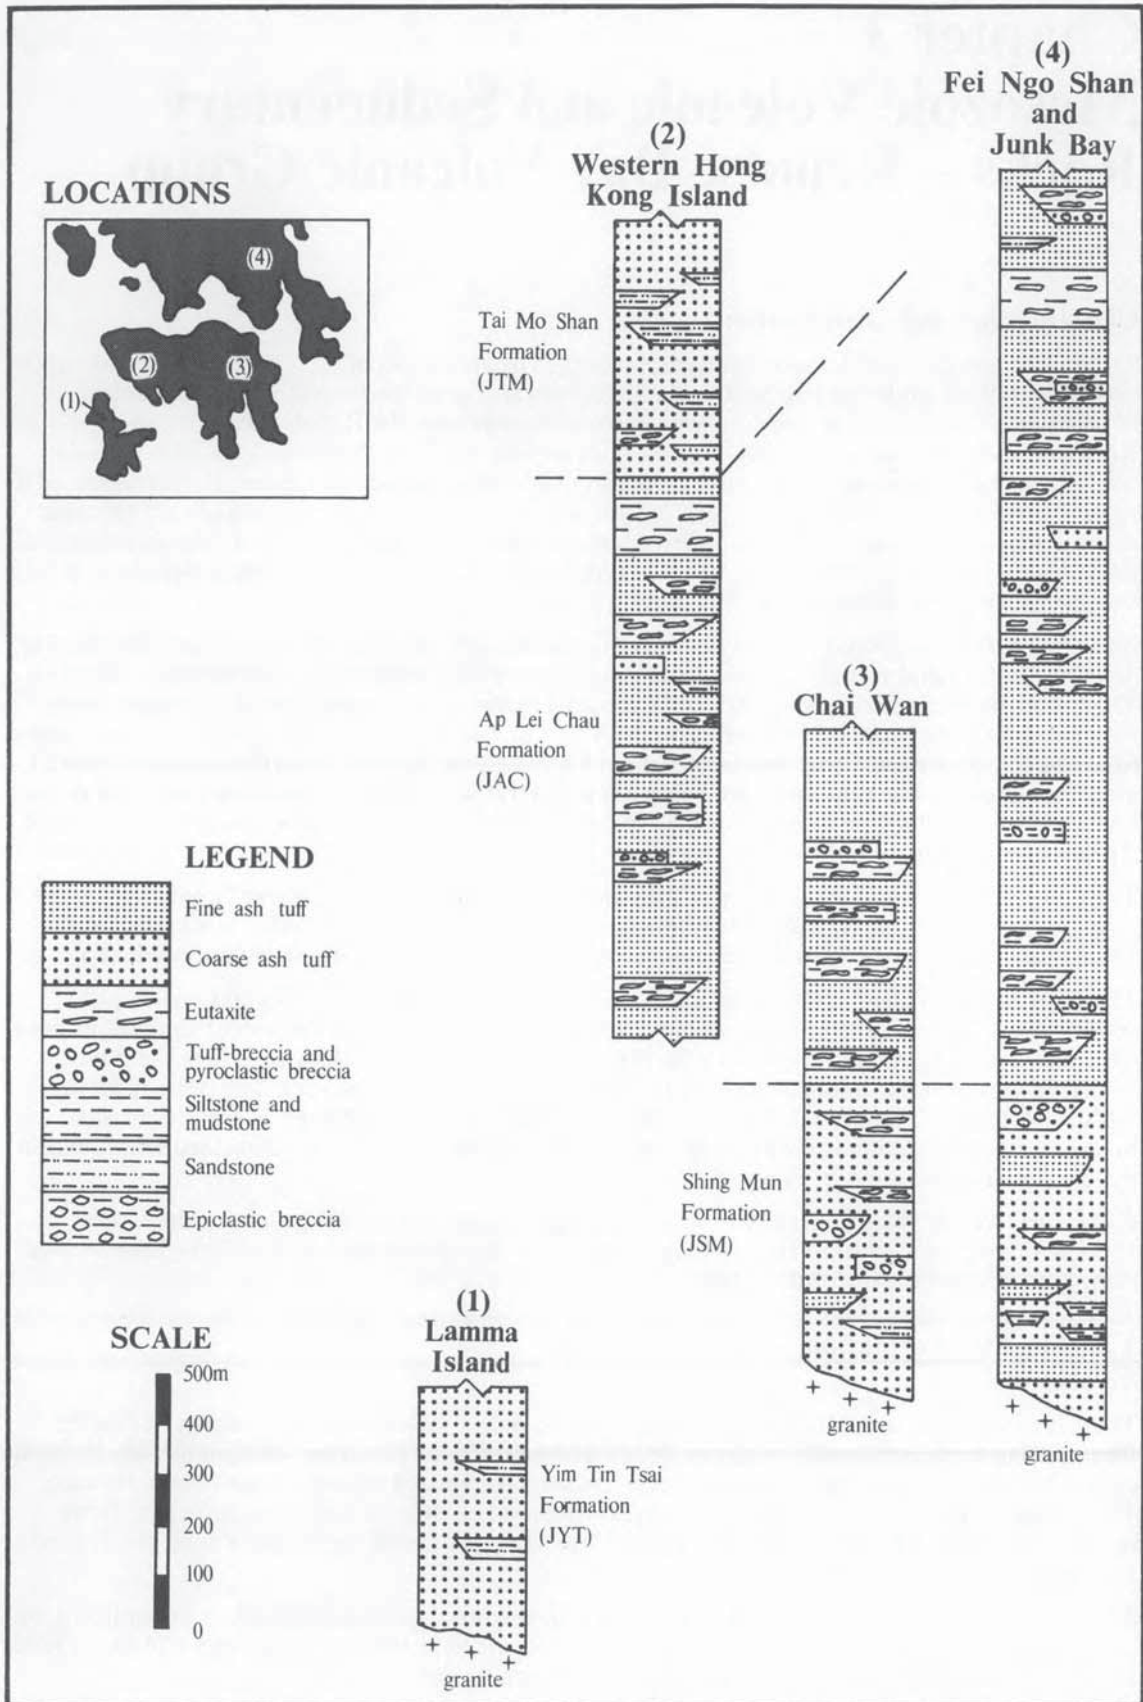 (4)
Fei Ngo Shan
and
Junk Bay
(2)
Western Hong
Kong Island
LOCATIONS
(4)
(2)
(3)
(1)
Tai Mo Shan
Formation
(JTM)
(3)
Chai Wan
Ap Lei Chau
Formation
(JAC)
LEGEND
Fine ash tuff
Coarse ash tuff
Eutaxite
Tuff-breccia and
pyroclastic breccia
Siltstone and
mudstone
Sandstone
Epiclastic breccia
Shing Mun
Formation
(JSM)
granite
granite
(1)
Lamma
Island
SCALE
500m
400
300
200
100
0
Yim Tin Tsai
Formation
(JYT)
granite